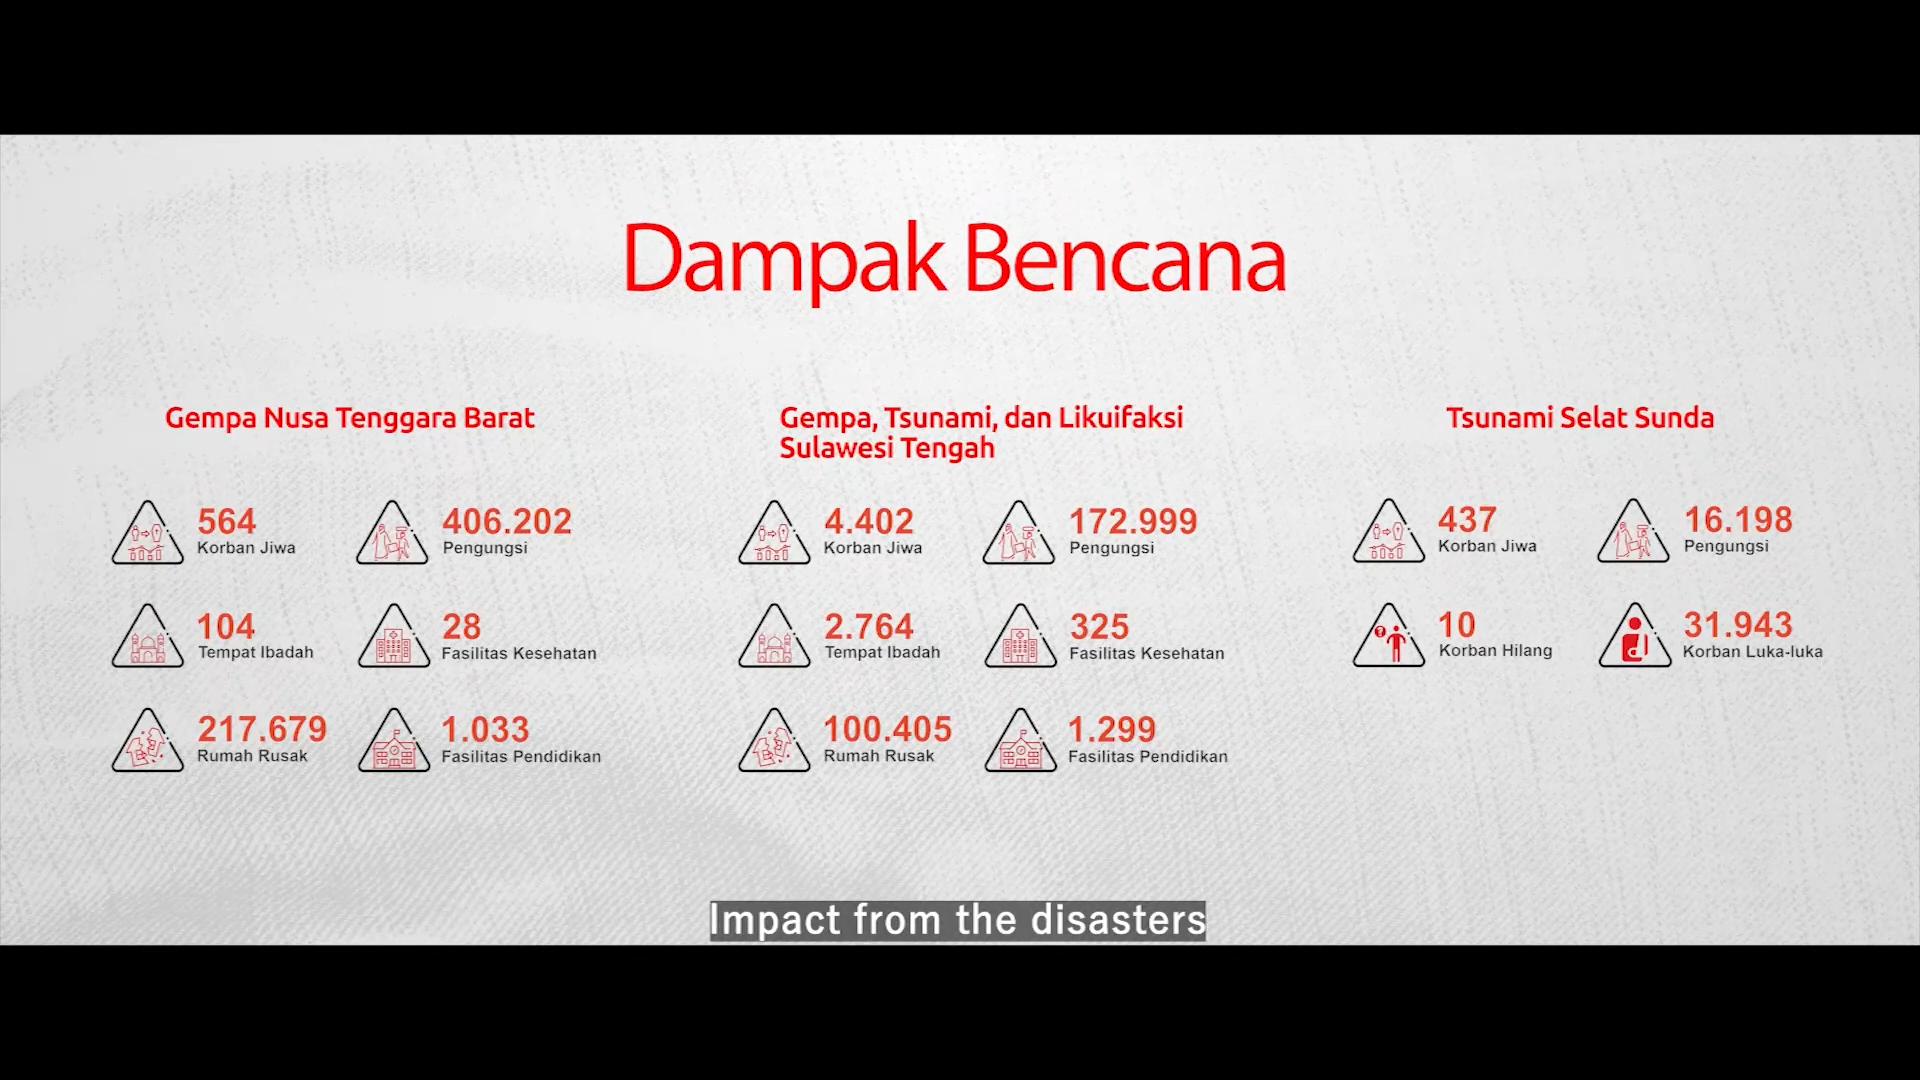 Dampak Bencana
Gempa Nusa Tenggara Barat
564
Korban Jiwa
406.202
Pengungsi
104
Tempat Ibadah
28
Fasilitas Kesehatan
217.679
Rumah Rusak
1.033
Fasilitas Pendidikan
Gempa, Tsunami, dan Likuifaksi
Sulawesi Tengah
4.402
Korban Jiwa
172.999
Pengungsi
2.764
Tempat Ibadah
325
Fasilitas Kesehatan
100.405
Rumah Rusak
1.299
Fasilitas Pendidikan
Tsunami Selat Sunda
437
Korban Jiwa
16.198
Pengungsi
10
Korban Hilang
31.943
Korban Luka-luka
Impact from the disasters